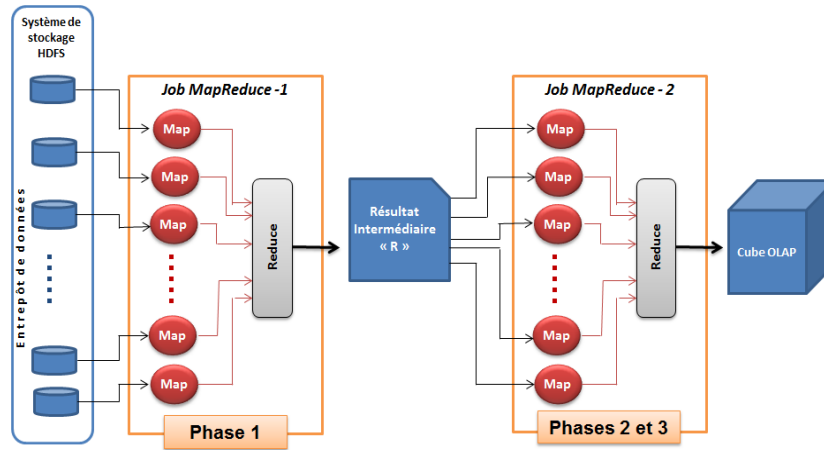 Système de
stockage
HDFS
Entrepôt de données
Job MapReduce -1
Map
Map
Map
Map
Map
Reduce
Phase 1
Résultat
Intermédiaire
« R »
Job MapReduce - 2
Map
Map
Map
Map
Map
Reduce
Phases 2 et 3
Cube OLAP